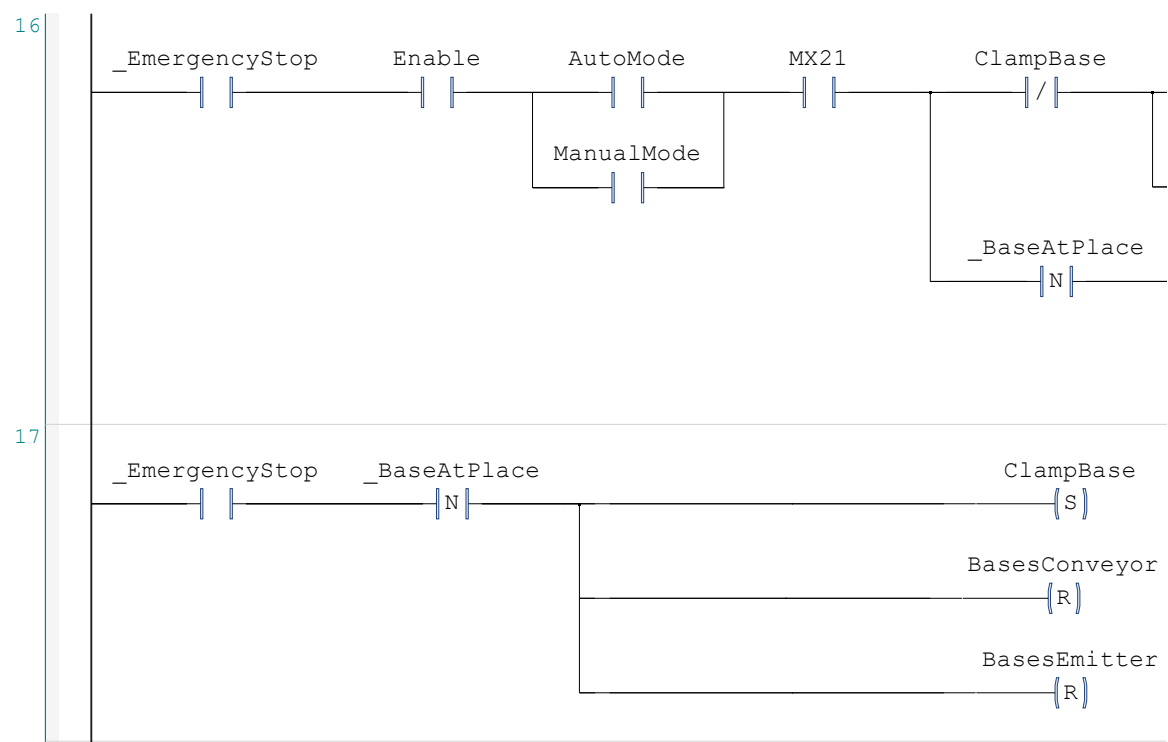 16
_EmergencyStop Enable AutoMode MX21 ClampBase
/
ManualMode
_BaseAtPlace
N
17
_EmergencyStop _BaseAtPlace ClampBase
N S
BasesConveyor
R
BasesEmitter
R